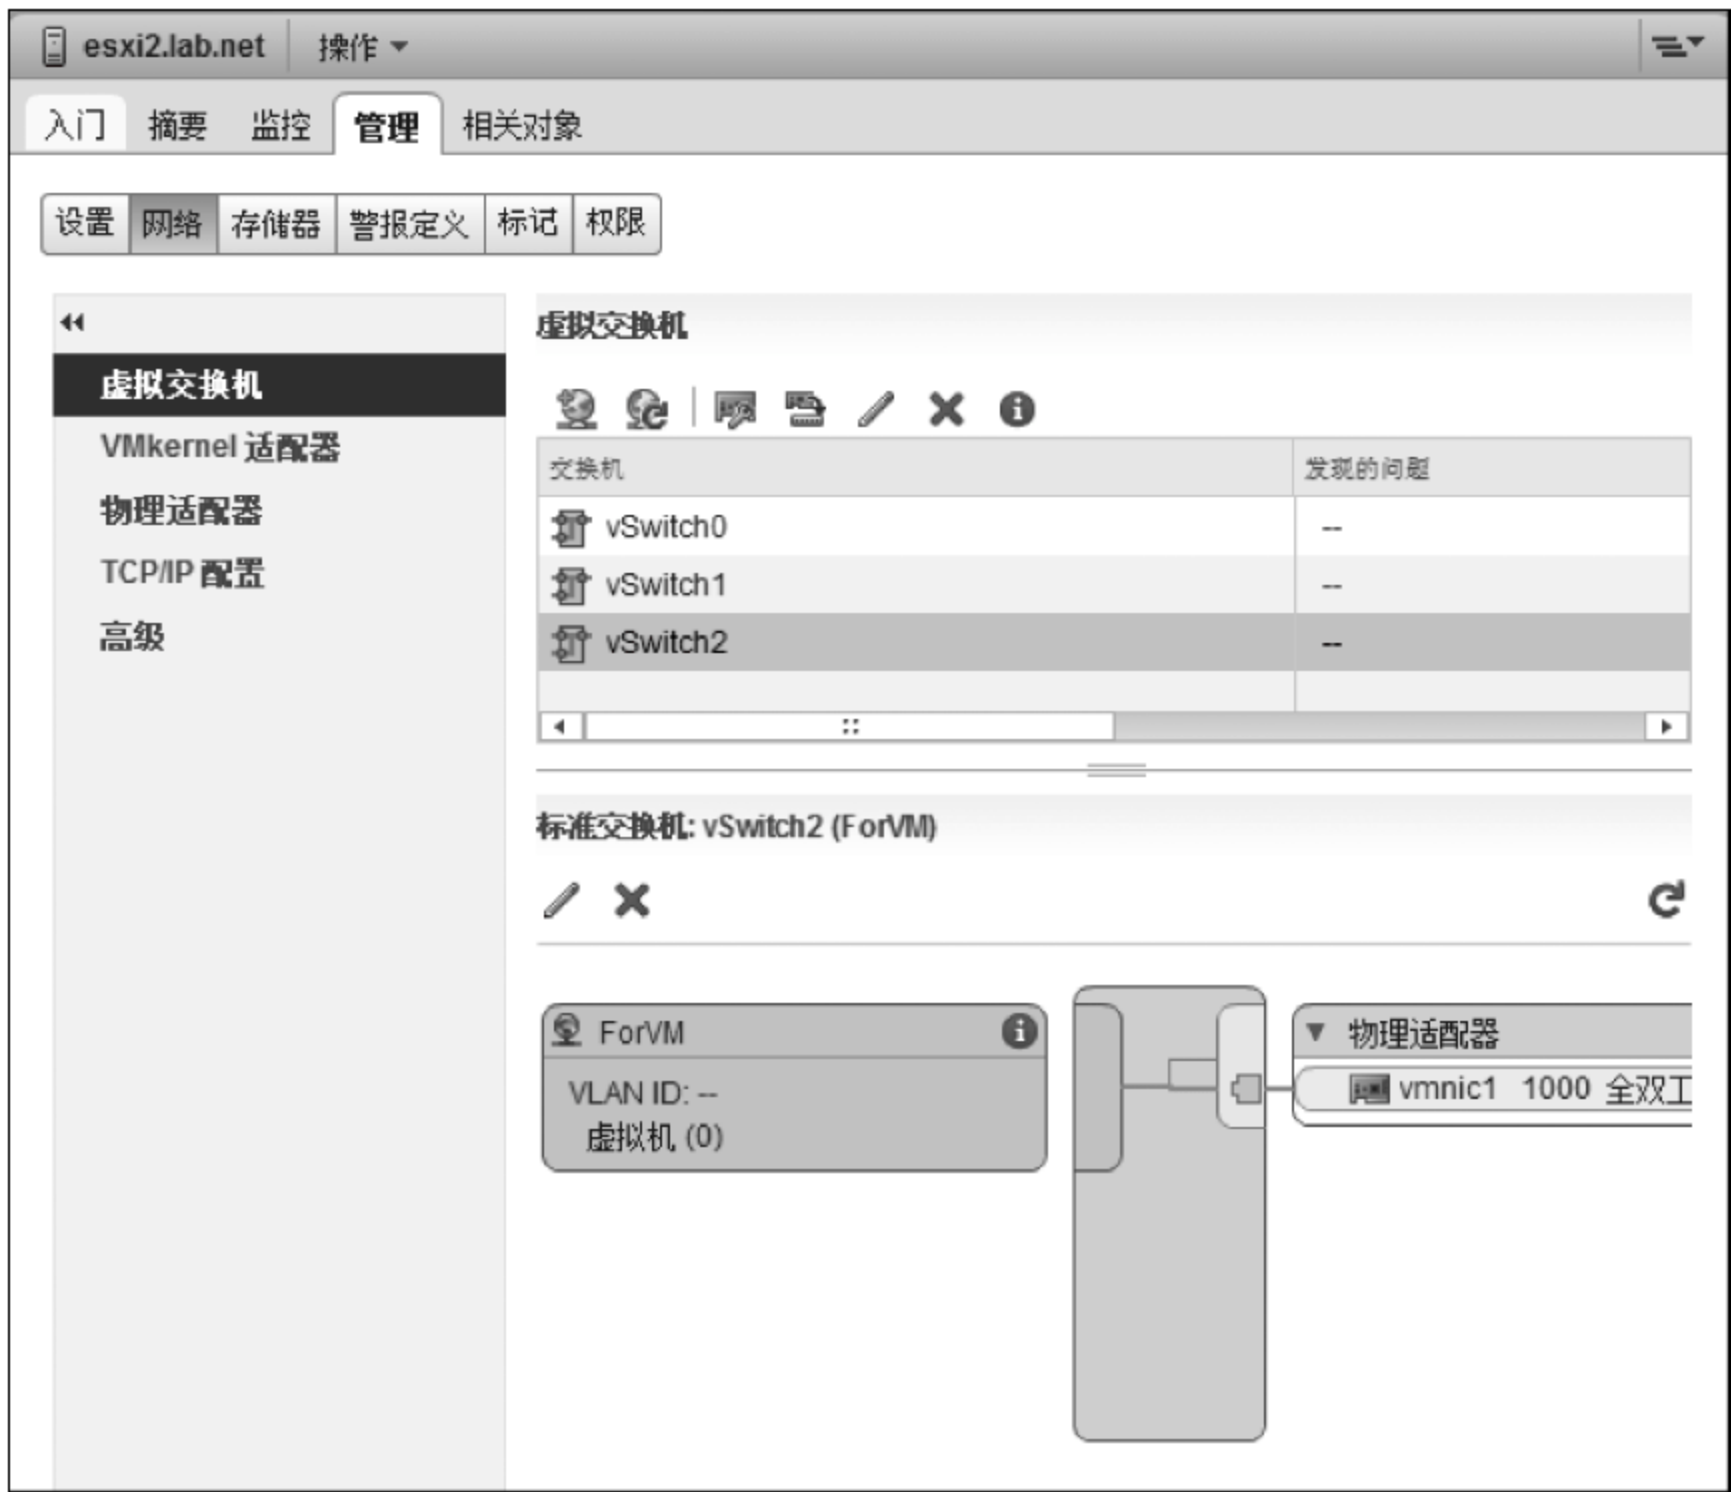 esxi2.lab.net 操作
入门 摘要 监控 管理 相关对象
设置 网络 存储器 警报定义 标记 权限
虚拟交换机
VMkernel 适配器
物理适配器
TCP/IP 配置
高级
虚拟交换机
交换机 发现的问题
vSwitch0 --
vSwitch1 --
vSwitch2 --
标准交换机: vSwitch2 (ForVM)
ForVM
VLAN ID: --
虚拟机 (0)
物理适配器
vmnic1 1000 全双工